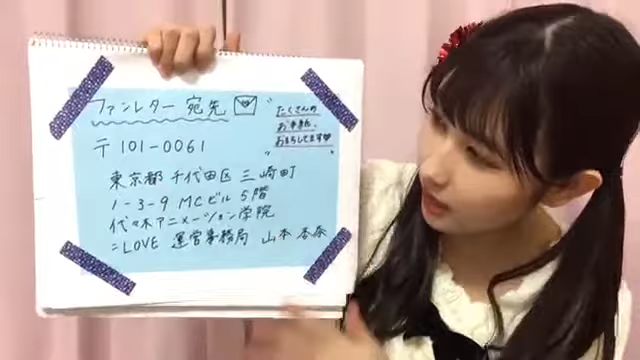 ファンレター 宛先
"たくさんの
お手紙、
おまちしてます♡"
〒101-0061
東京都 千代田区 三崎町
1-3-9 MCビル 5階
代々木アニメーション学院
=LOVE 運営事務局 山本 杏奈